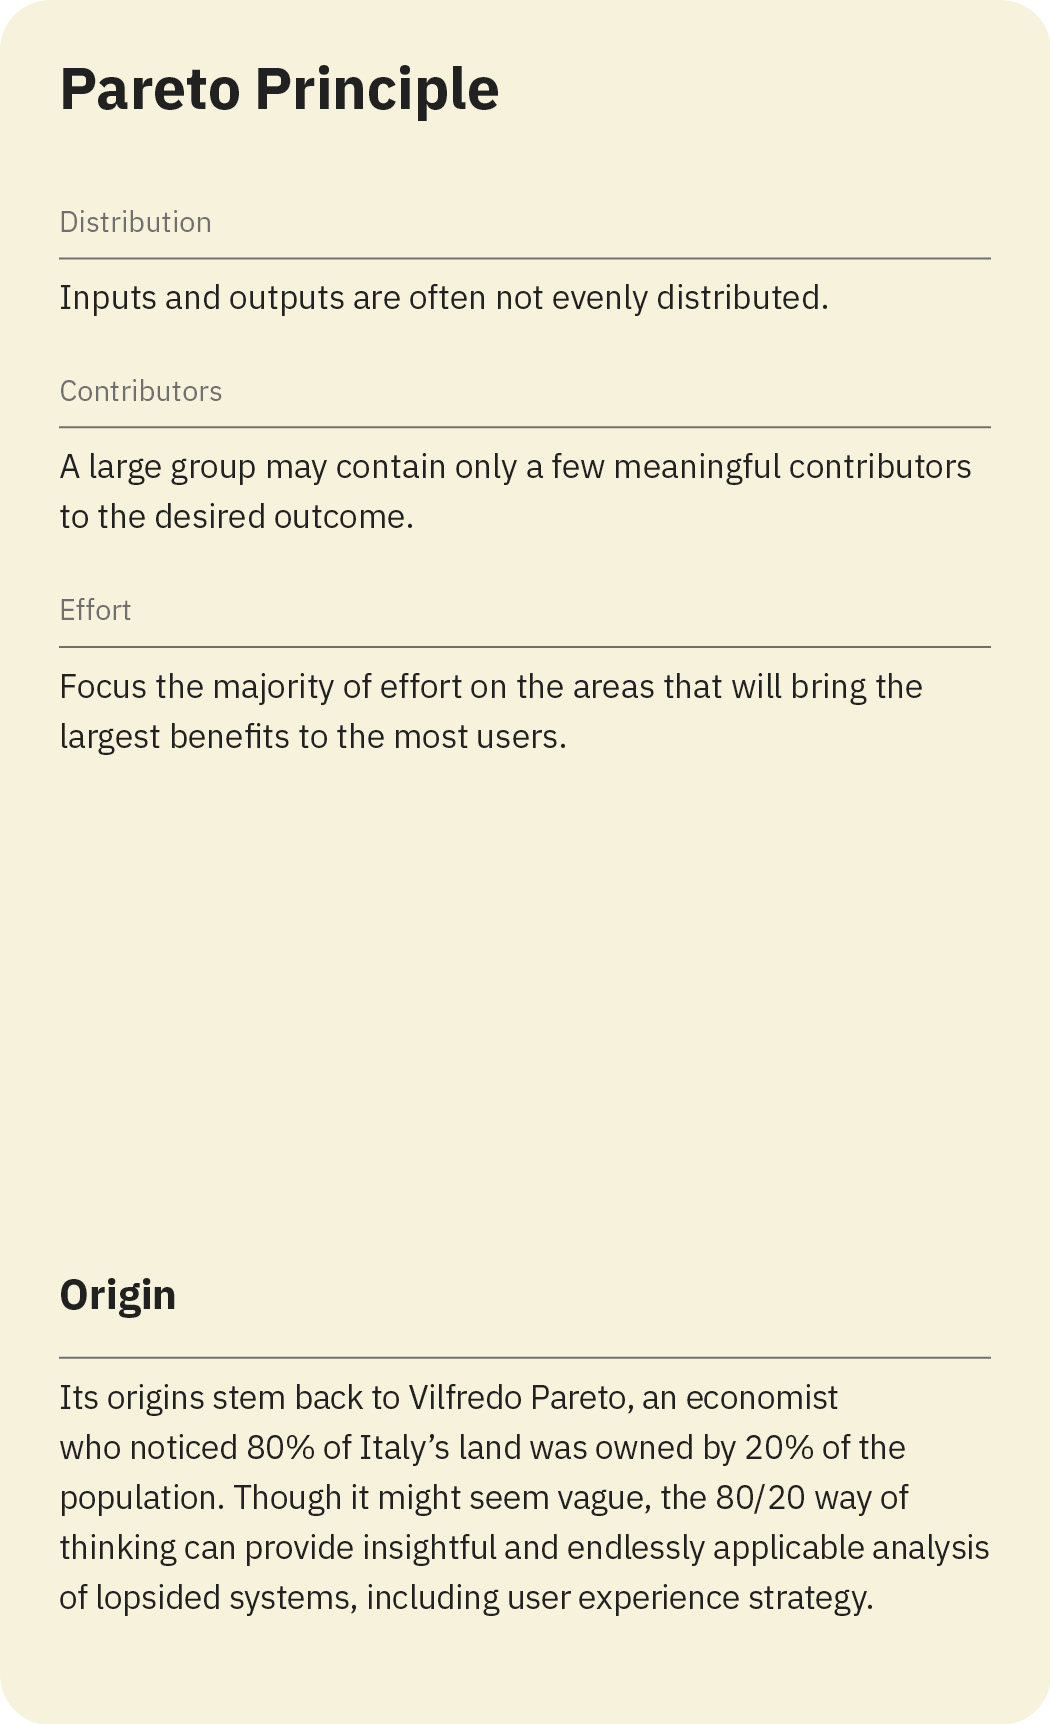 Pareto Principle
Distribution
Inputs and outputs are often not evenly distributed.
Contributors
A large group may contain only a few meaningful contributors
to the desired outcome.
Effort
Focus the majority of effort on the areas that will bring the
largest benefits to the most users.
Origin
Its origins stem back to Vilfredo Pareto, an economist
who noticed 80% of Italy’s land was owned by 20% of the
population. Though it might seem vague, the 80/20 way of
thinking can provide insightful and endlessly applicable analysis
of lopsided systems, including user experience strategy.